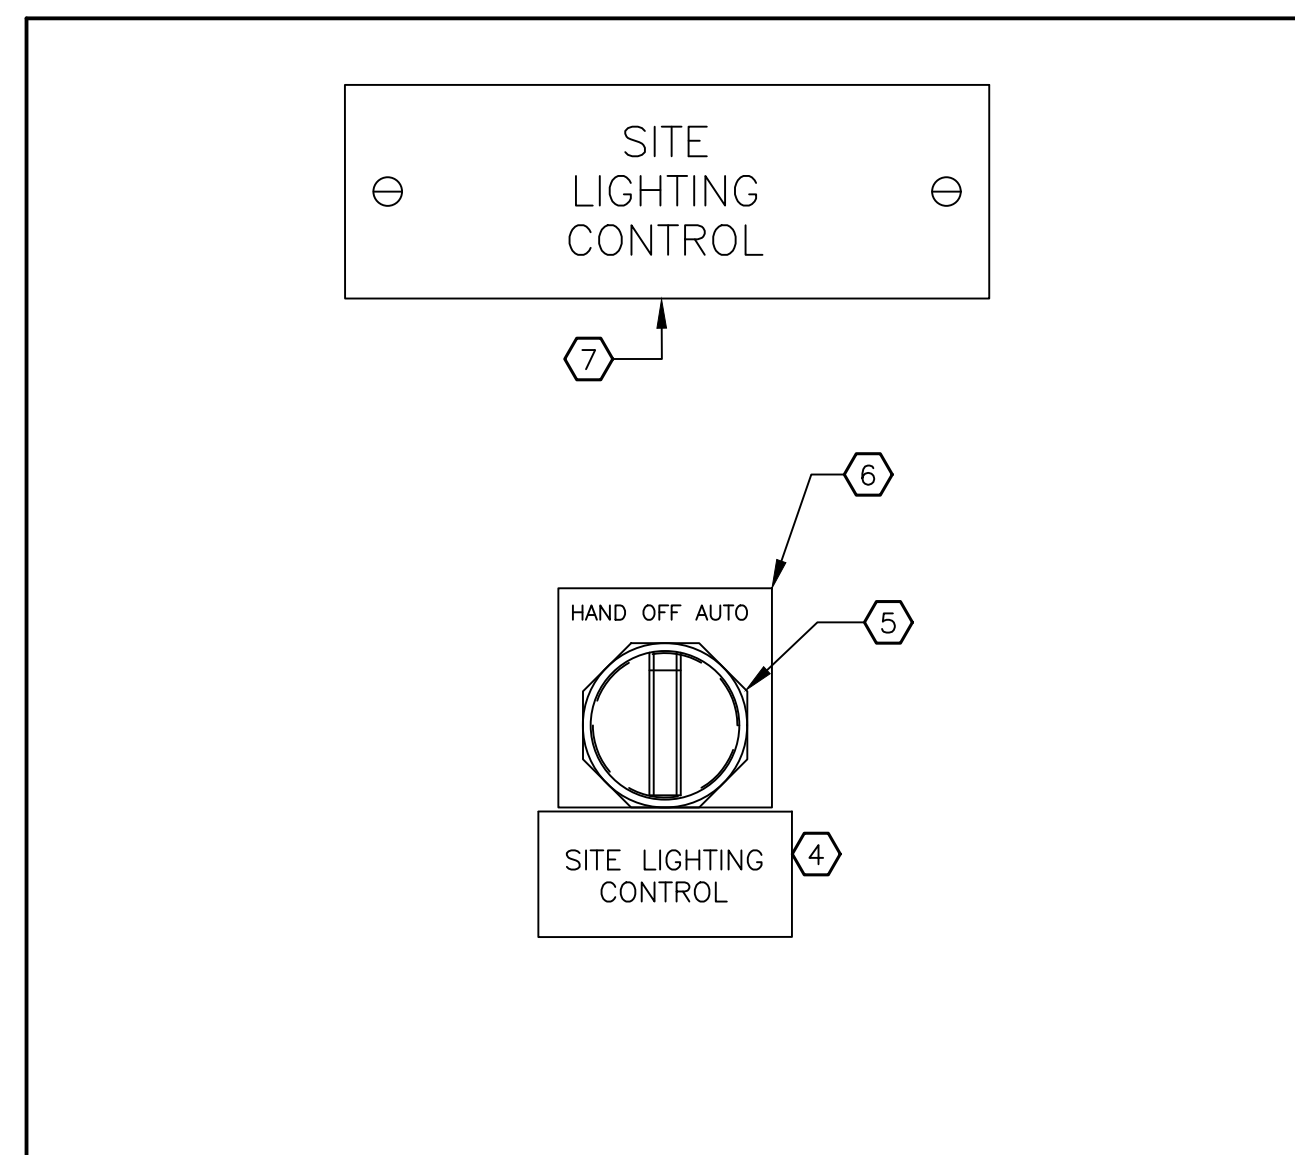 SITE
LIGHTING
CONTROL
7
6
HAND OFF AUTO
5
SITE LIGHTING
CONTROL
4